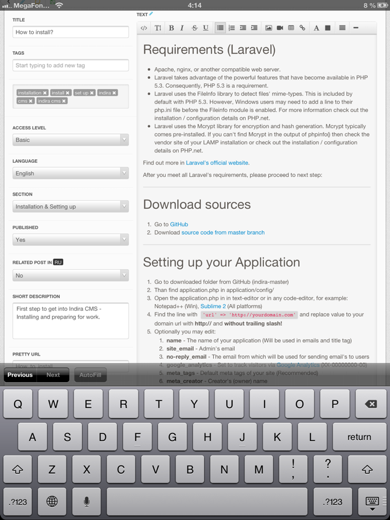 MegaFon
4:14
8 %
TITLE
How to install?
TAGS
Start typing to add new tag
installation x install x set up x indira x
cms x indira cms x
ACCESS LEVEL
Basic
LANGUAGE
English
SECTION
Installation & Setting up
PUBLISHED
Yes
RELATED POST IN RU
No
SHORT DESCRIPTION
First step to get into Indira CMS -
Installing and preparing for work.
PRETTY URL
TEXT
Requirements (Laravel)
Apache, nginx, or another compatible web server.
Laravel takes advantage of the powerful features that have become available in PHP
5.3. Consequently, PHP 5.3 is a requirement.
Laravel uses the FileInfo library to detect files' mime-types. This is included by
default with PHP 5.3. However, Windows users may need to add a line to their
php.ini file before the Fileinfo module is enabled. For more information check out the
installation / configuration details on PHP.net.
Laravel uses the Mcrypt library for encryption and hash generation. Mcrypt typically
comes pre-installed. If you can't find Mcrypt in the output of phpinfo() then check the
vendor site of your LAMP installation or check out the installation / configuration
details on PHP.net.
Find out more in Laravel's official website.
After you meet all Laravel's requirements, please proceed to next step:
Download sources
1. Go to GitHub
2. Download source code from master branch
Setting up your Application
1. Go to downloaded folder from GitHub (indira-master)
2. Than find application.php in application/config/
3. Open the application.php in in text-editor or in any code-editor, for example:
Notepad++ (Win), Sublime 2 (All platforms)
4. Find the line with 'url' => 'http://yourdomain.com' and replace value to your
domain url with http:// and without trailing slash!
5. Optionally you may edit:
1. name - The name of your application (Will be used in emails and title tag)
2. site_email - Admin's email
3. no-reply_email - The email from which will be used for sending email's to users
4. google_analytics - Set to track visitors via Google Analytics
5. meta_tags - Default meta tags of your site (Recommended)
6. meta_creator - Creator's (owner) name
Previous Next AutoFill
Q W E R T Y U I O P
A S D F G H J K L return
Z X C V B N M ! , ? .
.?123 .?123